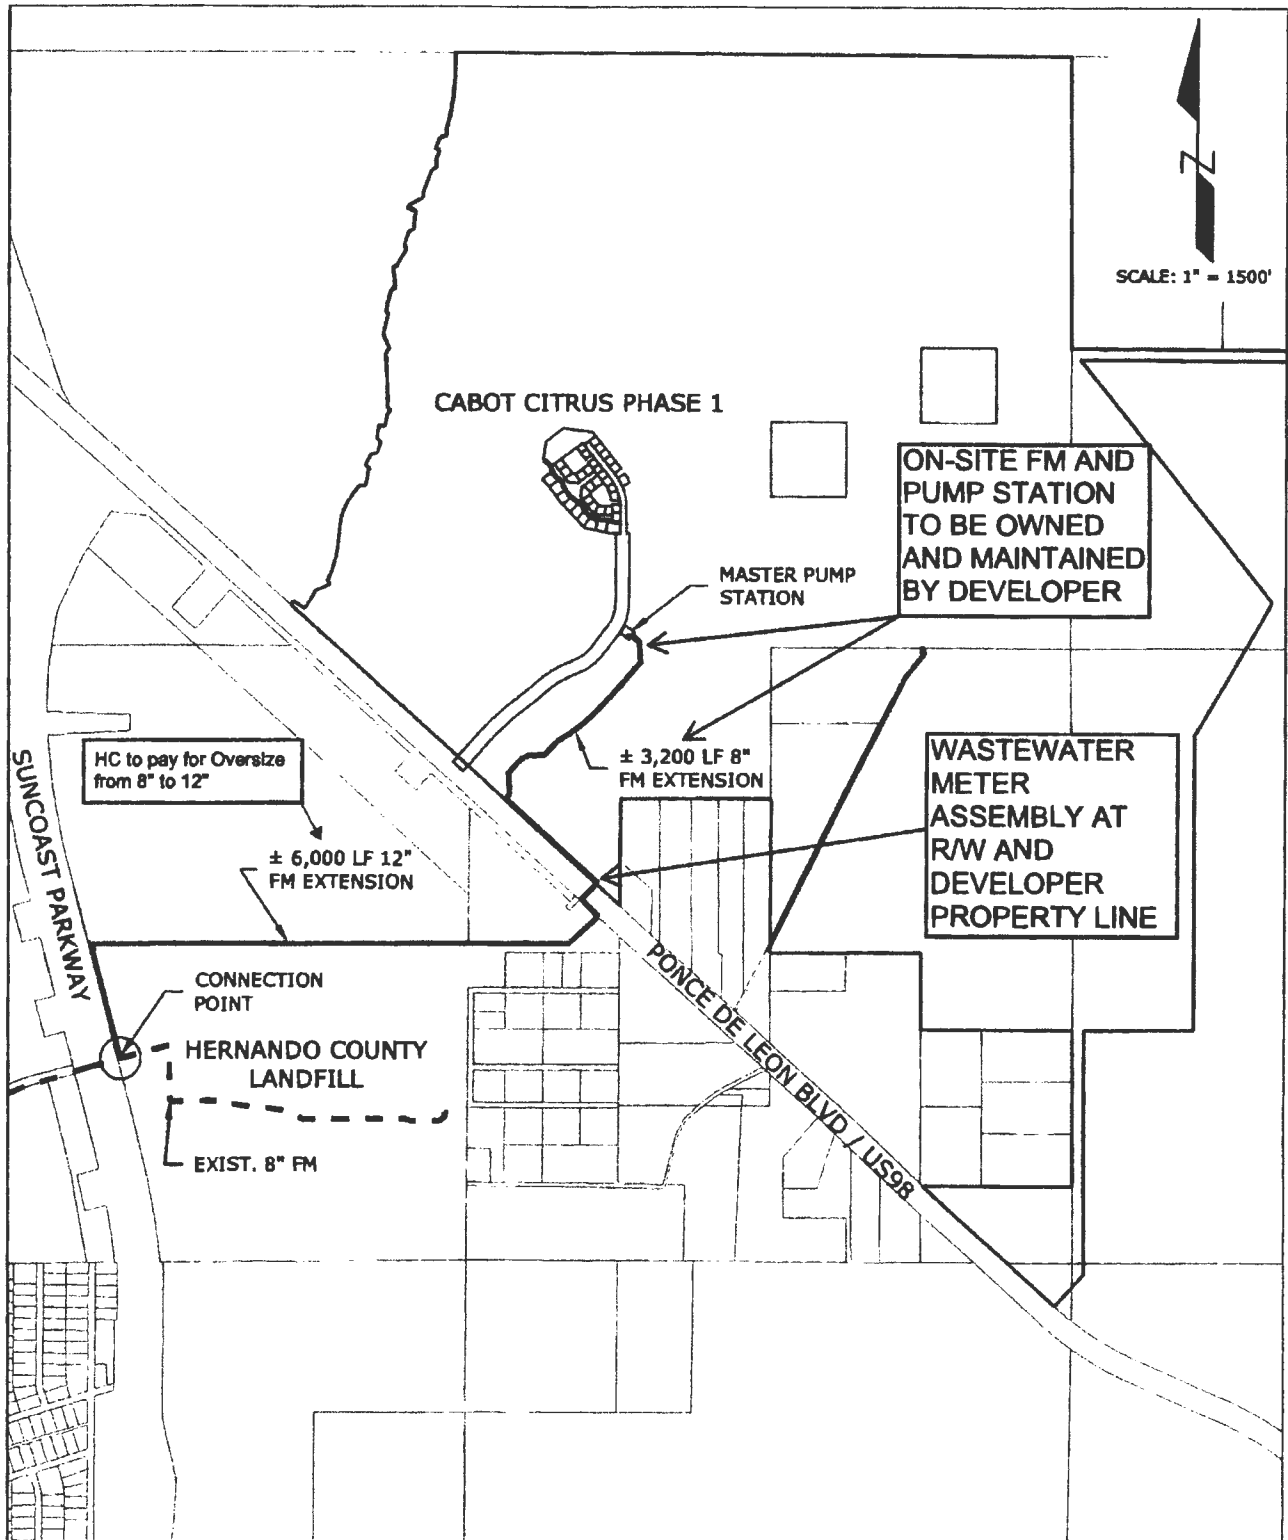 N
SCALE: 1" = 1500'
CABOT CITRUS PHASE 1
ON-SITE FM AND
PUMP STATION
TO BE OWNED
AND MAINTAINED
BY DEVELOPER
MASTER PUMP
STATION
± 3,200 LF 8"
FM EXTENSION
WASTEWATER
METER
ASSEMBLY AT
R/W AND
DEVELOPER
PROPERTY LINE
HC to pay for Oversize
from 8" to 12"
SUNCOAST PARKWAY
± 6,000 LF 12"
FM EXTENSION
CONNECTION
POINT
PONCE DE LEON BLVD / US98
HERNANDO COUNTY
LANDFILL
EXIST. 8" FM